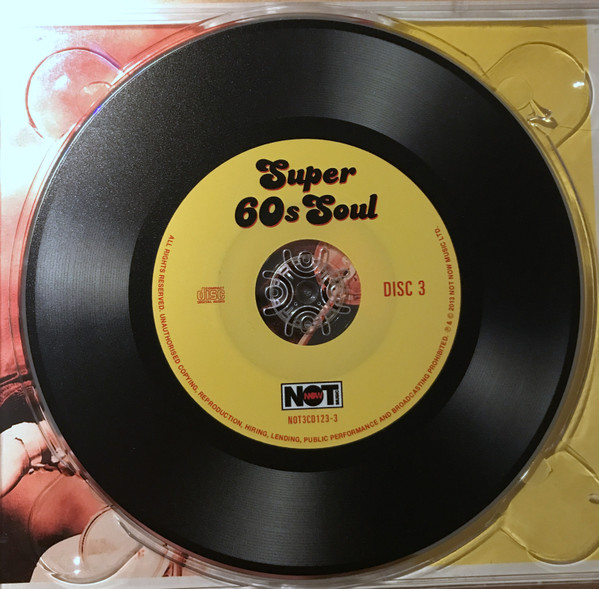 Super
60s Soul
disc
DISC 3
NOT
NOW
NOT3CD123-3
ALL RIGHTS RESERVED. UNAUTHORISED COPYING, REPRODUCTION, HIRING, LENDING, PUBLIC PERFORMANCE AND BROADCASTING PROHIBITED. ℗ & © 2013 NOT NOW MUSIC LTD.